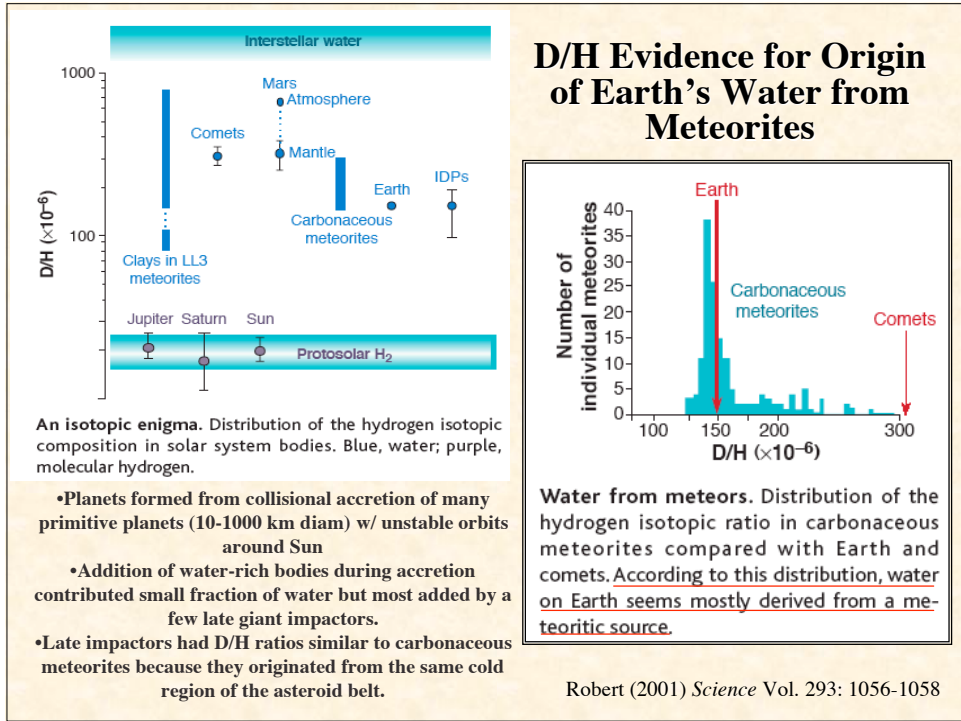 D/H Evidence for Origin
of Earth's Water from
Meteorites
Interstellar water
1000
100
D/H (×10⁻⁶)
Mars
Atmosphere
Mantle
Comets
Clays in LL3
meteorites
Carbonaceous
meteorites
Earth
IDPs
Jupiter Saturn Sun
Protosolar H₂
An isotopic enigma. Distribution of the hydrogen isotopic
composition in solar system bodies. Blue, water; purple,
molecular hydrogen.
•Planets formed from collisional accretion of many
primitive planets (10-1000 km diam) w/ unstable orbits
around Sun
•Addition of water-rich bodies during accretion
contributed small fraction of water but most added by a
few late giant impactors.
•Late impactors had D/H ratios similar to carbonaceous
meteorites because they originated from the same cold
region of the asteroid belt.
Earth
Number of
individual meteorites
40
35
30
25
20
15
10
5
0
Carbonaceous
meteorites
Comets
100 150 200 300
D/H (×10⁻⁶)
Water from meteors. Distribution of the
hydrogen isotopic ratio in carbonaceous
meteorites compared with Earth and
comets. According to this distribution, water
on Earth seems mostly derived from a me-
teoritic source.
Robert (2001) Science Vol. 293: 1056-1058